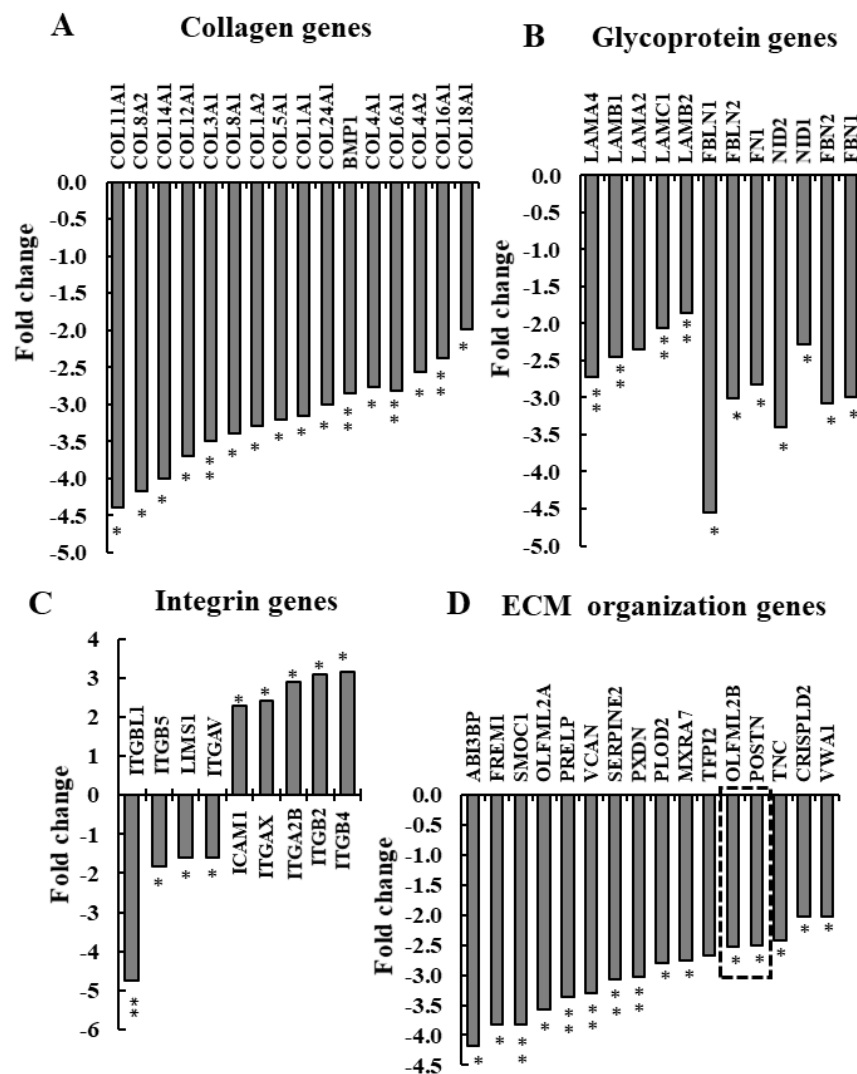 A
Collagen genes
COL11A1
COL8A2
COL14A1
COL12A1
COL3A1
COL8A1
COL1A2
COL5A1
COL1A1
COL24A1
BMP1
COL4A1
COL6A1
COL4A2
COL16A1
COL18A1
Fold change
0.0
-0.5
-1.0
-1.5
-2.0
-2.5
-3.0
-3.5
-4.0
-4.5
-5.0
*
*
*
*
**
*
*
*
*
*
**
*
**
*
**
*
B
Glycoprotein genes
LAMA4
LAMB1
LAMA2
LAMC1
LAMB2
FBLN1
FBLN2
FN1
NID2
NID1
FBN2
FBN1
Fold change
0.0
-0.5
-1.0
-1.5
-2.0
-2.5
-3.0
-3.5
-4.0
-4.5
-5.0
**
**
**
**
*
*
*
*
*
*
*
C
Integrin genes
4
3
2
1
0
-1
-2
-4
-5
-6
Fold change
ITGBL1
ITGB5
LIMS1
ITGAV
ICAM1
ITGAX
ITGA2B
ITGB2
ITGB4
**
*
*
*
*
*
*
*
*
D
ECM organization genes
ABI3BP
FREM1
SMOC1
OLFML2A
PRELP
VCAN
SERPINE2
PXDN
PLOD2
MXRA7
TFPI2
OLFML2B
POSTN
TNC
CRISPLD2
VWA1
Fold change
0.0
-0.5
-1.0
-1.5
-2.0
-2.5
-3.0
-3.5
-4.0
-4.5
*
*
**
*
**
**
**
**
*
*
*
*
*
*
*